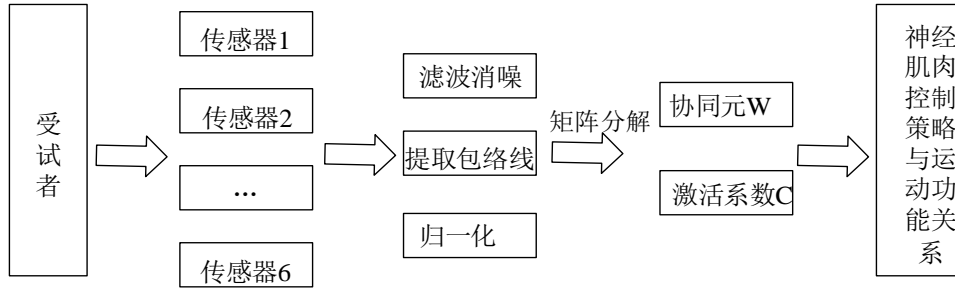 受
试
者
传感器1
传感器2
...
传感器6
滤波消噪
提取包络线
归一化
矩阵分解
协同元W
激活系数C
神经
肌肉
控制
策略
与运
动功
能关
系